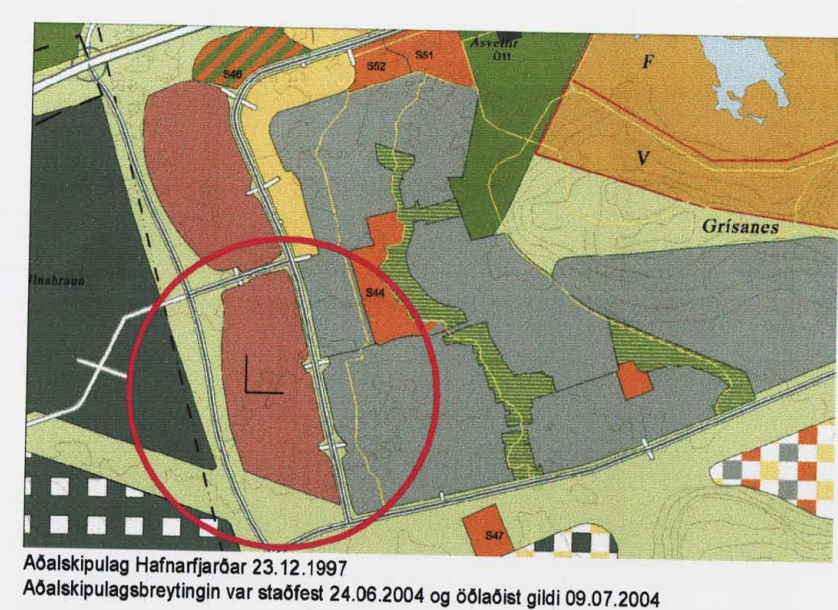 S46
S52
S51
Ásvellir
Ú11
F
V
Grísanes
S44
S47
Aðalskipulag Hafnarfjarðar 23.12.1997
Aðalskipulagsbreytingin var staðfest 24.06.2004 og öðlaðist gildi 09.07.2004